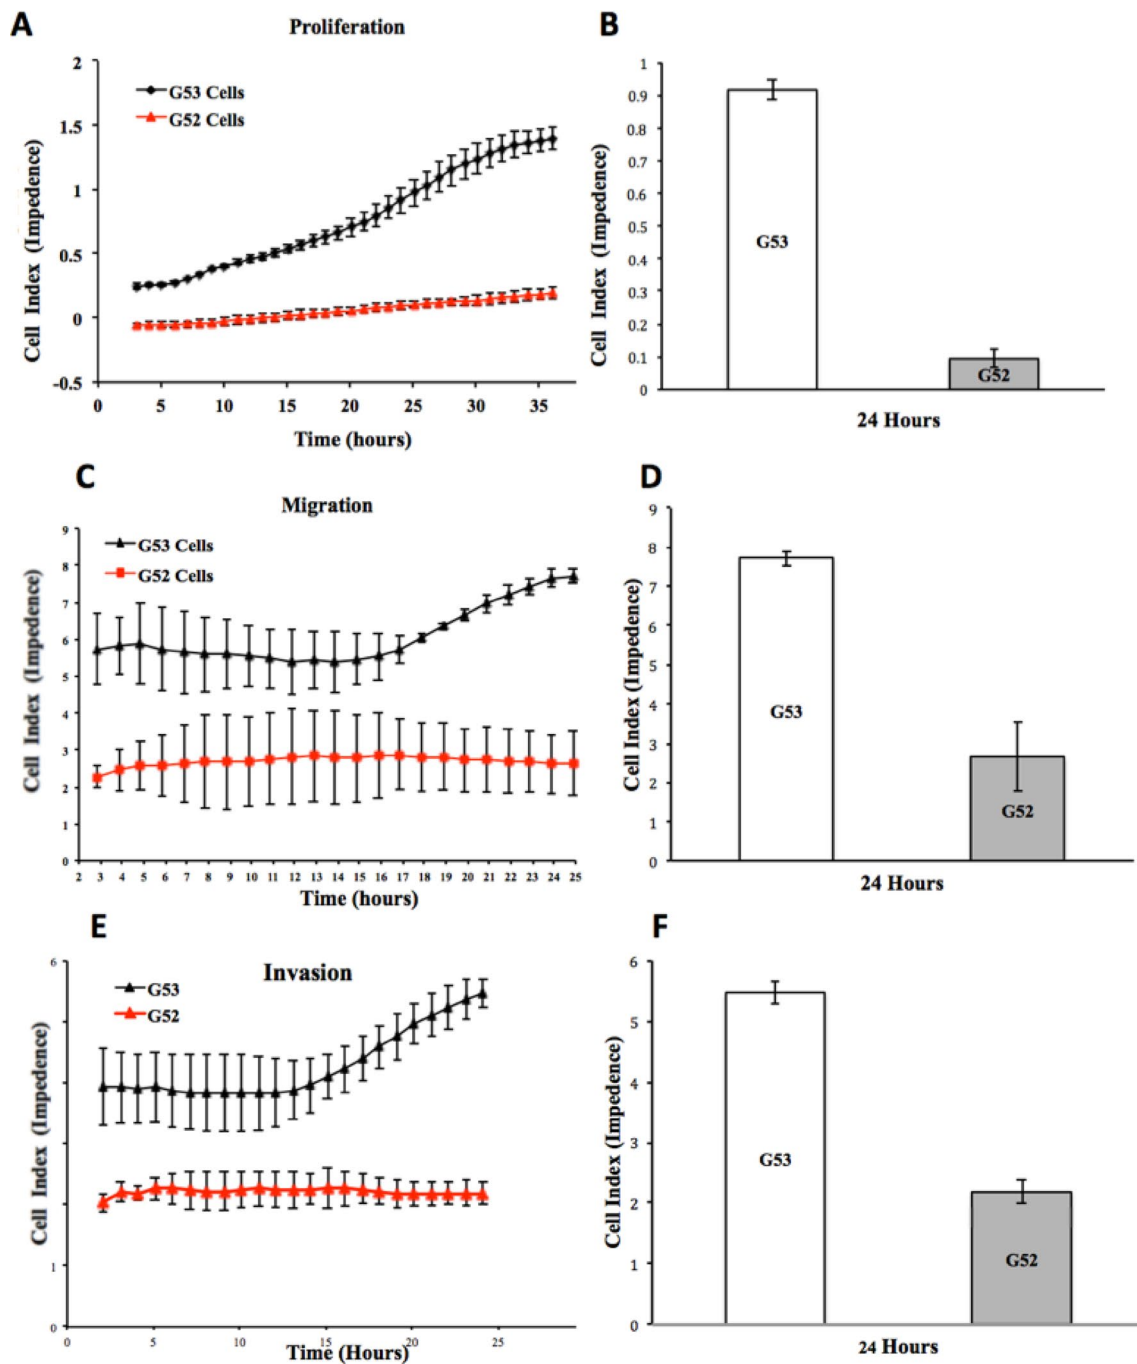 A
Proliferation
2
1.5
1
0.5
0
-0.5
G53 Cells
G52 Cells
Cell Index (Impedence)
0 5 10 15 20 25 30 35
Time (hours)
B
1
0.9
0.8
0.7
0.6
0.5
0.4
0.3
0.2
0.1
0
Cell Index (Impedence)
G53
G52
24 Hours
C
Migration
9
8
7
6
5
4
3
2
1
0
G53 Cells
G52 Cells
Cell Index (Impedence)
2 3 4 5 6 7 8 9 10 11 12 13 14 15 16 17 18 19 20 21 22 23 24 25
Time (hours)
D
9
8
7
6
5
4
3
2
1
0
Cell Index (Impedence)
G53
G52
24 Hours
E
Invasion
6
1
0
G53
G52
Cell Index (Impedence)
0 5 10 15 20 25
Time (Hours)
F
6
5
4
3
2
1
0
Cell Index (Impedence)
G53
G52
24 Hours